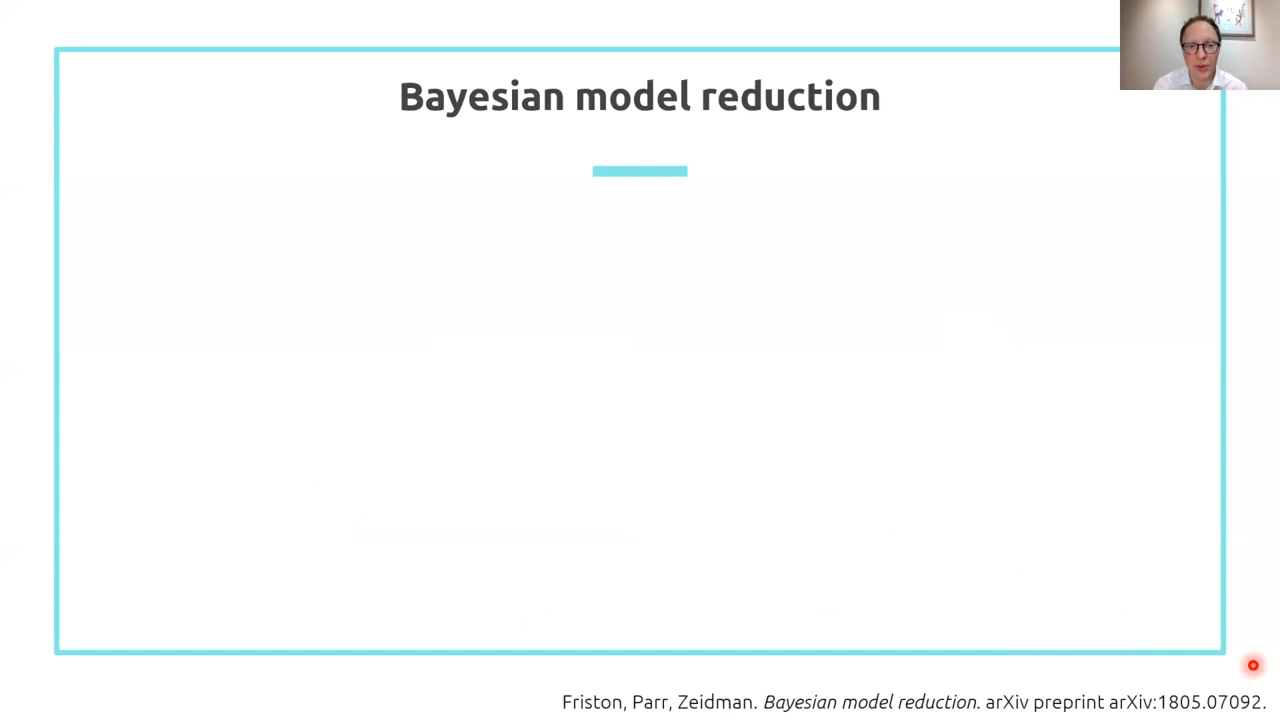 Bayesian model reduction
Friston, Parr, Zeidman. Bayesian model reduction. arXiv preprint arXiv:1805.07092.